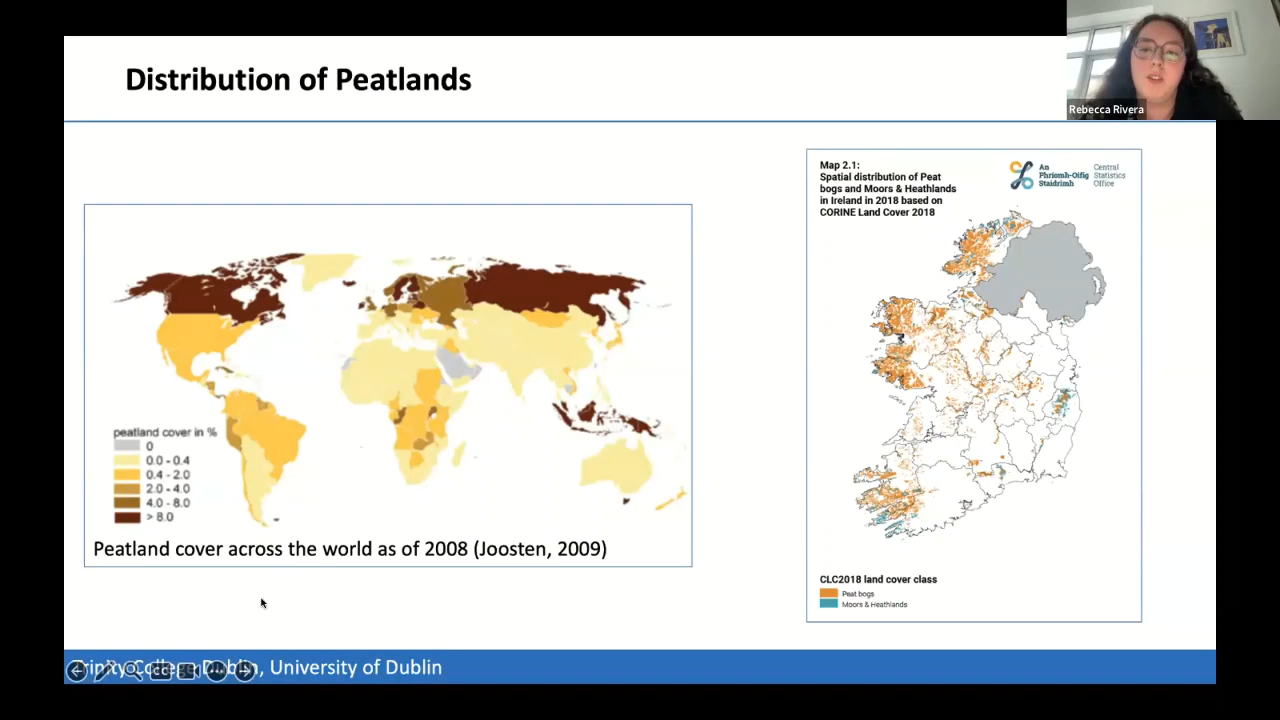 Distribution of Peatlands
Rebecca Rivera
peatland cover in %
0
0.0 - 0.4
0.4 - 2.0
2.0 - 4.0
4.0 - 8.0
> 8.0
Peatland cover across the world as of 2008 (Joosten, 2009)
Map 2.1:
Spatial distribution of Peat
bogs and Moors & Heathlands
in Ireland in 2018 based on
CORINE Land Cover 2018
An
Phríomh-Oifig
Staidrimh
Central
Statistics
Office
CLC2018 land cover class
Peat bogs
Moors & Heathlands
Trinity College Dublin, University of Dublin